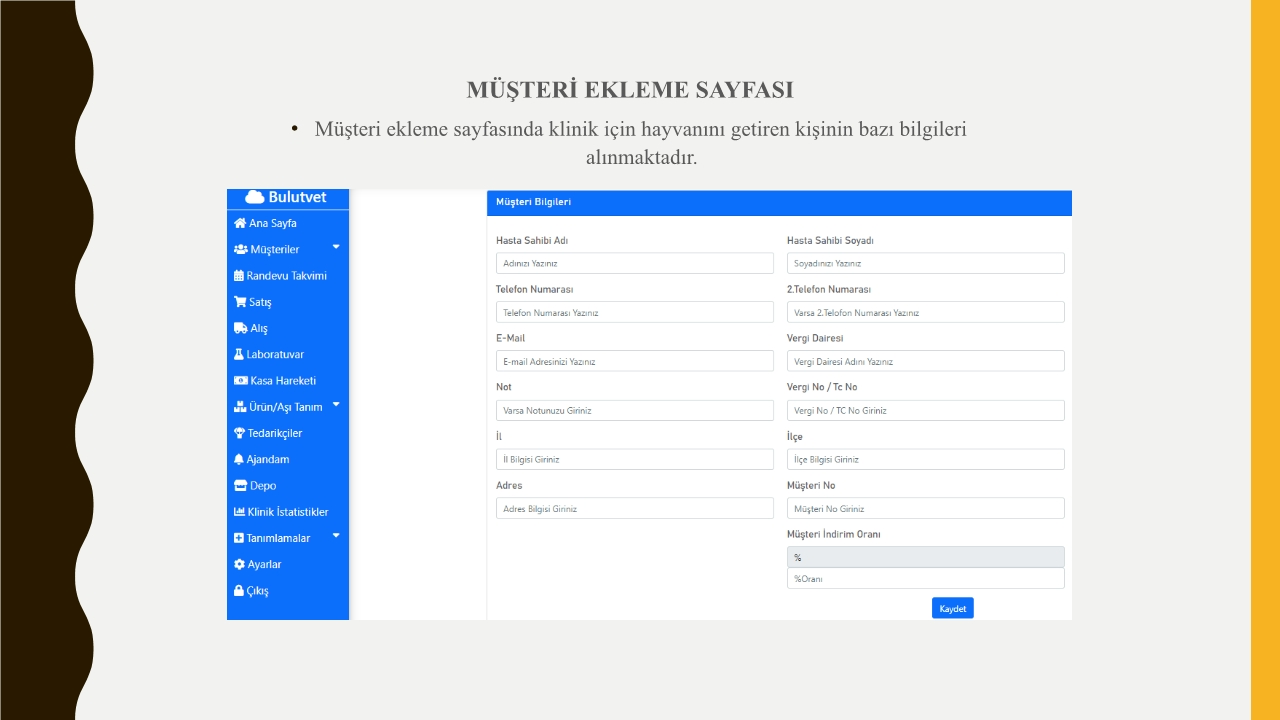 MÜŞTERİ EKLEME SAYFASI
• Müşteri ekleme sayfasında klinik için hayvanını getiren kişinin bazı bilgileri
alınmaktadır.
Bulutvet
Ana Sayfa
Müşteriler
Randevu Takvimi
Satış
Alış
Laboratuvar
Kasa Hareketi
Ürün/Aşı Tanım
Tedarikçiler
Ajandam
Depo
Klinik İstatistikler
Tanımlamalar
Ayarlar
Çıkış
Müşteri Bilgileri
Hasta Sahibi Adı
Adınızı Yazınız
Hasta Sahibi Soyadı
Soyadınızı Yazınız
Telefon Numarası
Telefon Numarası Yazınız
2.Telefon Numarası
Varsa 2.Telofon Numarası Yazınız
E-Mail
E-mail Adresinizi Yazınız
Vergi Dairesi
Vergi Dairesi Adını Yazınız
Not
Varsa Notunuzu Giriniz
Vergi No / Tc No
Vergi No / TC No Giriniz
İl
İl Bilgisi Giriniz
İlçe
İlçe Bilgisi Giriniz
Adres
Adres Bilgisi Giriniz
Müşteri No
Müşteri No Giriniz
Müşteri İndirim Oranı
%
%Oranı
Kaydet